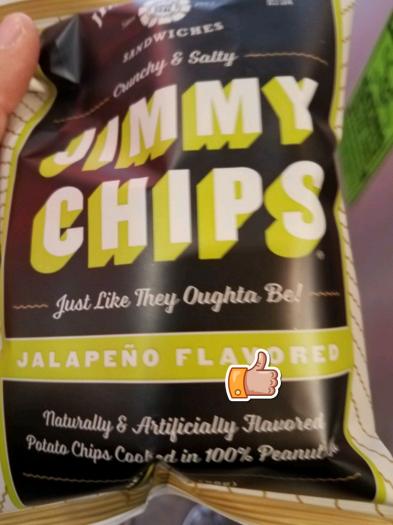 SANDWICHES
Crunchy & Salty
JIMMY
CHIPS
Just Like They Oughta Be!
JALAPEÑO FLAVORED
Naturally & Artificially Flavored
Potato Chips Cooked in 100% Peanut